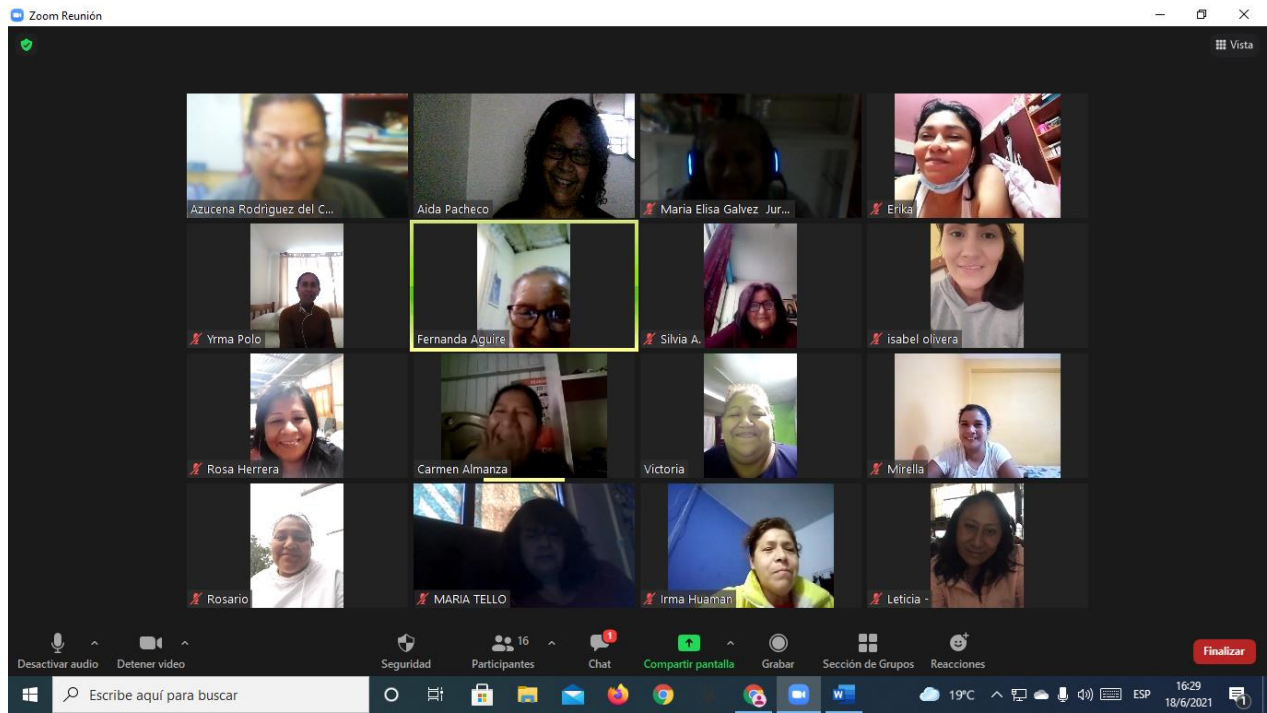 Zoom Reunión
Vista
Azucena Rodriguez del C...
Aida Pacheco
Maria Elisa Galvez Jur...
Erika
Yrma Polo
Fernanda Aguire
Silvia A.
isabel olivera
Rosa Herrera
Carmen Almanza
Victoria
Mirella
Rosario
MARIA TELLO
Irma Huaman
Leticia -
Desactivar audio
Detener video
Seguridad
16
Participantes
1
Chat
Compartir pantalla
Grabar
Sección de Grupos
Reacciones
Finalizar
Escribe aquí para buscar
19°C
ESP
16:29
18/6/2021
1